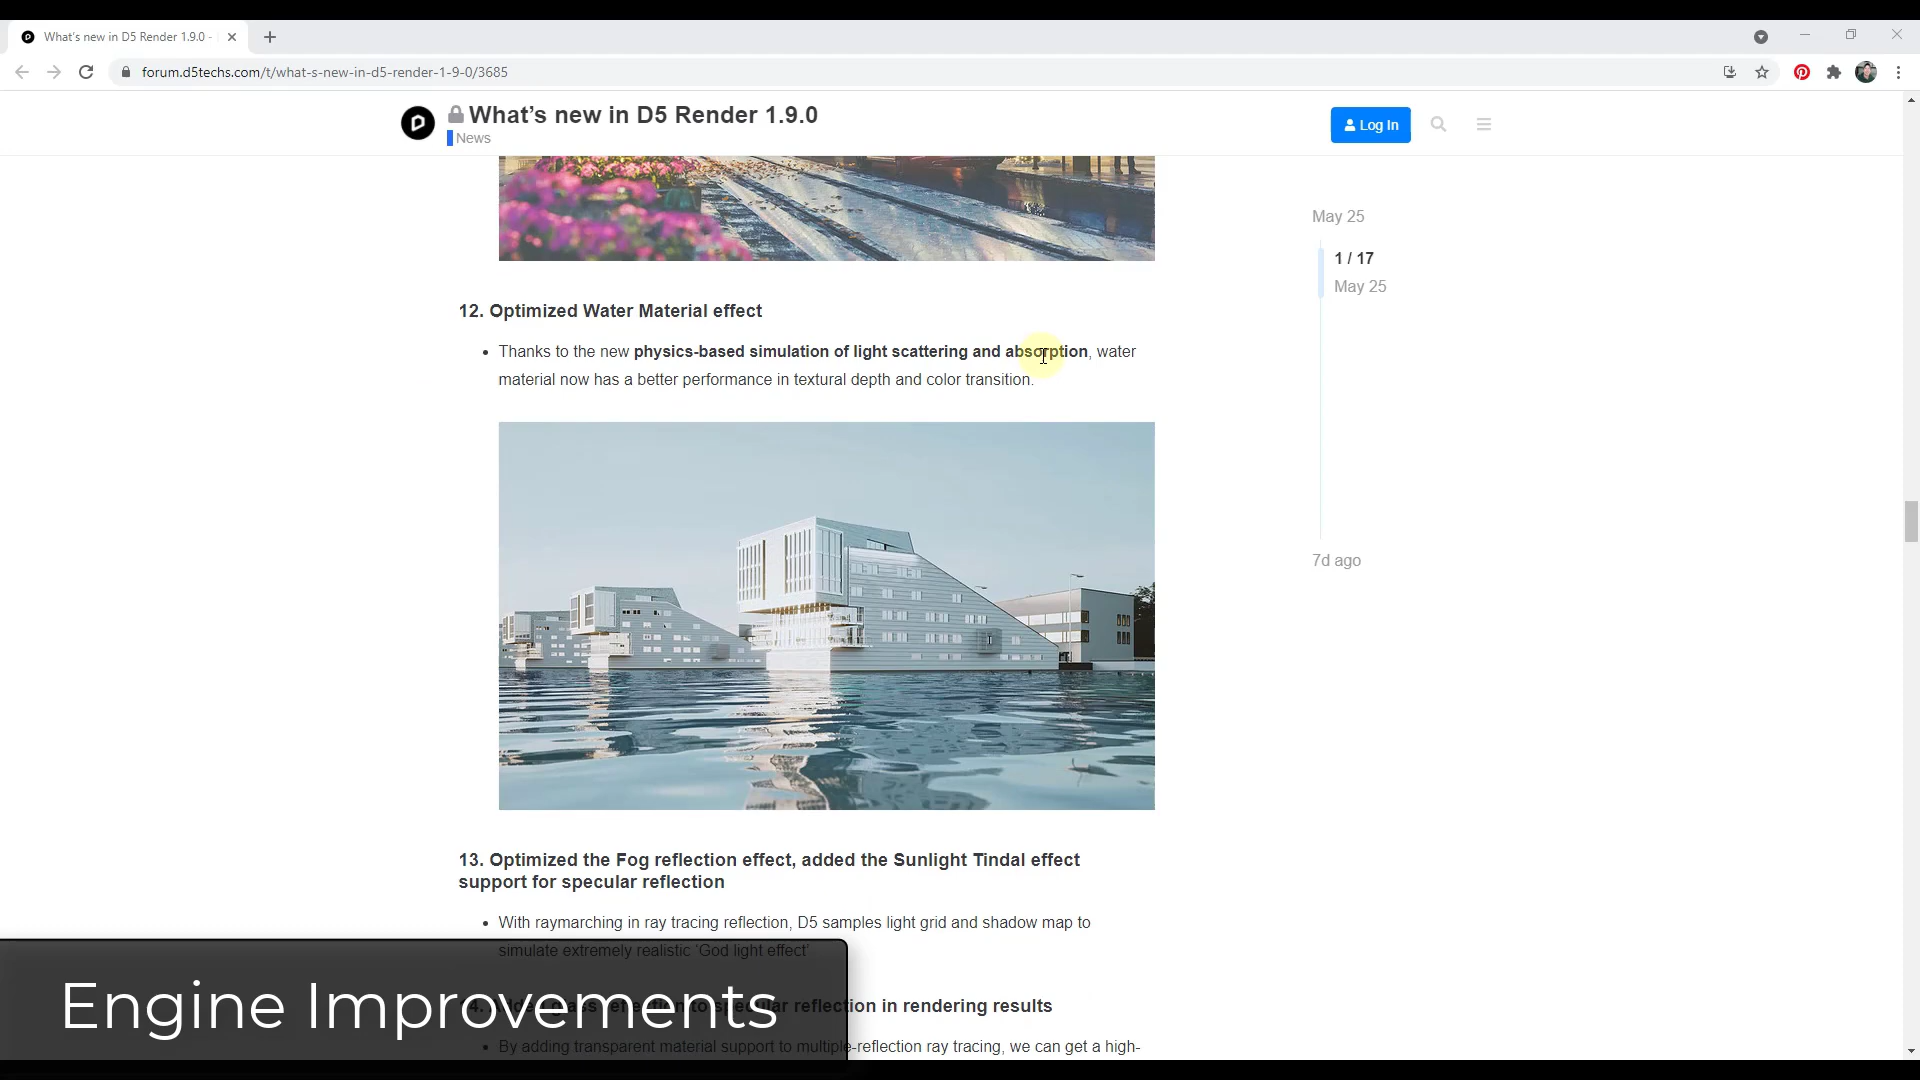 What's new in D5 Render 1.9.0 -
forum.d5techs.com/t/what-s-new-in-d5-render-1-9-0/3685
What's new in D5 Render 1.9.0
News
Log In
May 25
1 / 17
May 25
7d ago
12. Optimized Water Material effect
Thanks to the new physics-based simulation of light scattering and absorption, water
material now has a better performance in textural depth and color transition.
13. Optimized the Fog reflection effect, added the Sunlight Tindal effect
support for specular reflection
With raymarching in ray tracing reflection, D5 samples light grid and shadow map to
simulate extremely realistic 'God light effect'
14. Added glass reflection to specular reflection in rendering results
By adding transparent material support to multiple-reflection ray tracing, we can get a high-
Engine Improvements